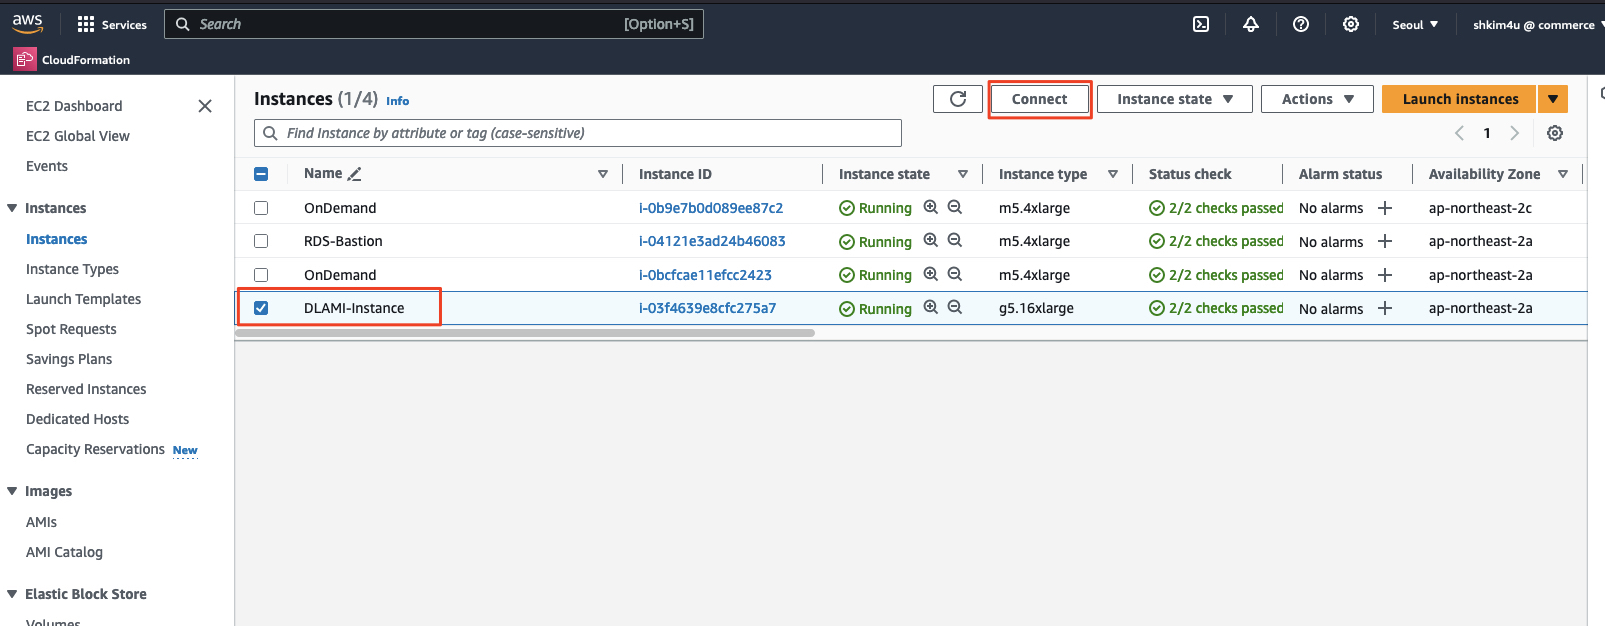 aws
Services
Search
[Option+S]
Seoul
shkim4u @ commerce
CloudFormation
EC2 Dashboard
EC2 Global View
Events
Instances
Instances
Instance Types
Launch Templates
Spot Requests
Savings Plans
Reserved Instances
Dedicated Hosts
Capacity Reservations New
Images
AMIs
AMI Catalog
Elastic Block Store
Volumes
Instances (1/4) Info
Connect
Instance state
Actions
Launch instances
Find Instance by attribute or tag (case-sensitive)
1
Name Instance ID Instance state Instance type Status check Alarm status Availability Zone
OnDemand i-0b9e7b0d089ee87c2 Running m5.4xlarge 2/2 checks passed No alarms ap-northeast-2c
RDS-Bastion i-04121e3ad24b46083 Running m5.4xlarge 2/2 checks passed No alarms ap-northeast-2a
OnDemand i-0bcfcae11efcc2423 Running m5.4xlarge 2/2 checks passed No alarms ap-northeast-2a
DLAMI-Instance i-03f4639e8cfc275a7 Running g5.16xlarge 2/2 checks passed No alarms ap-northeast-2a